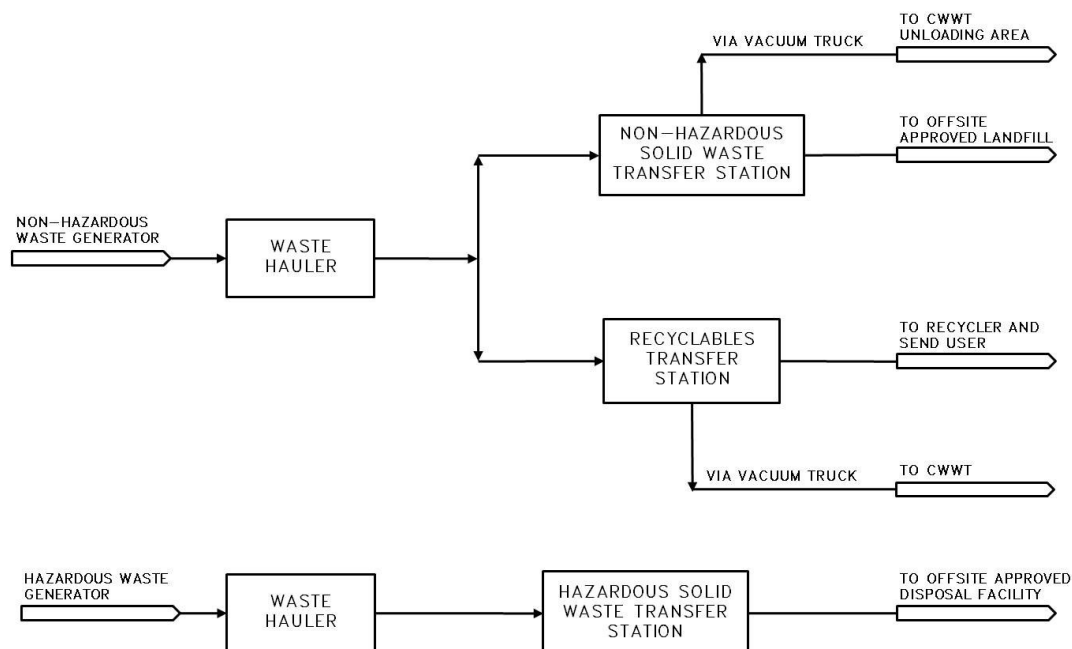 TO CWWT
UNLOADING AREA
VIA VACUUM TRUCK
NON-HAZARDOUS
SOLID WASTE
TRANSFER STATION
TO OFFSITE
APPROVED LANDFILL
NON-HAZARDOUS
WASTE GENERATOR
WASTE
HAULER
RECYCLABLES
TRANSFER
STATION
TO RECYCLER AND
SEND USER
VIA VACUUM TRUCK
TO CWWT
HAZARDOUS WASTE
GENERATOR
WASTE
HAULER
HAZARDOUS SOLID
WASTE TRANSFER
STATION
TO OFFSITE APPROVED
DISPOSAL FACILITY